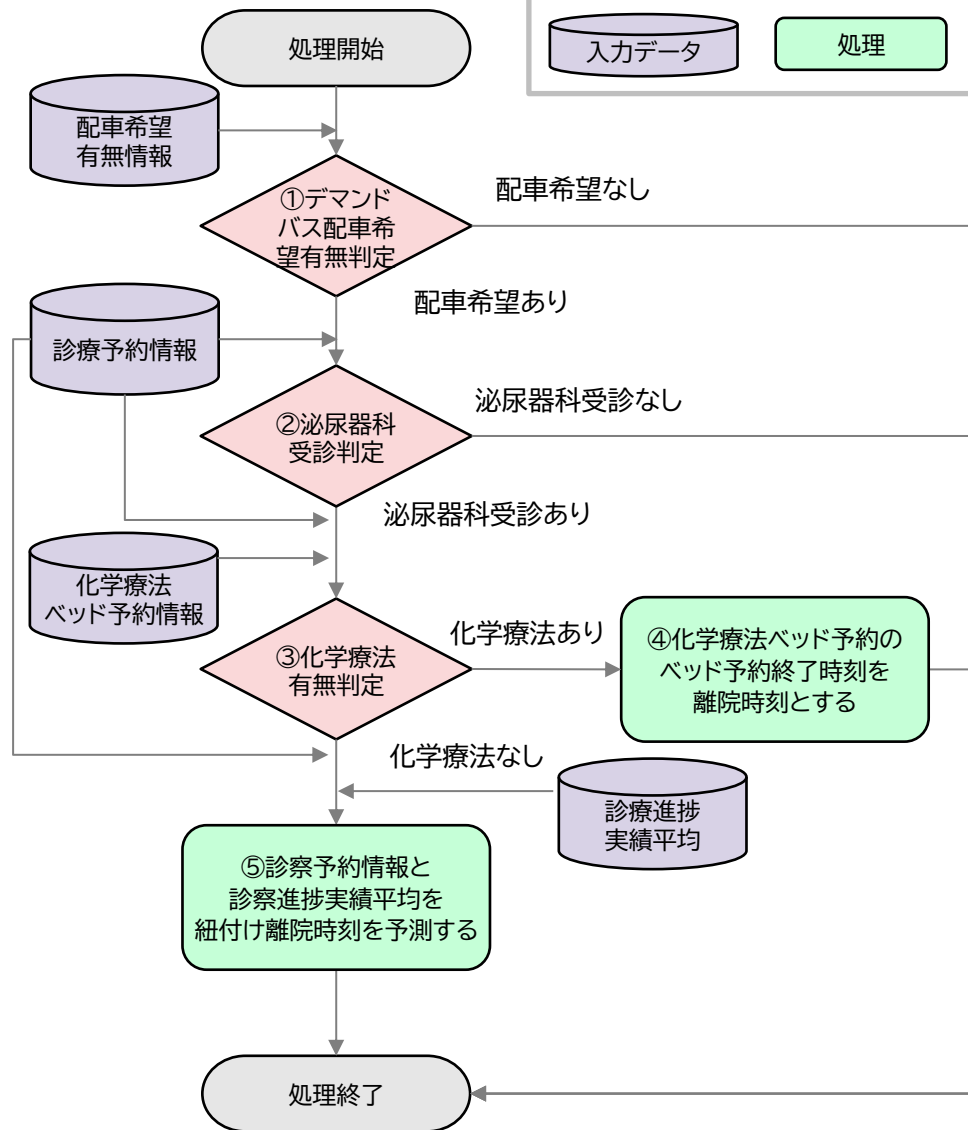 入力データ
処理
処理開始
配車希望
有無情報
①デマンド
バス配車希
望有無判定
配車希望なし
配車希望あり
診療予約情報
②泌尿器科
受診判定
泌尿器科受診なし
泌尿器科受診あり
化学療法
ベッド予約情報
③化学療法
有無判定
化学療法あり
④化学療法ベッド予約の
ベッド予約終了時刻を
離院時刻とする
化学療法なし
診療進捗
実績平均
⑤診察予約情報と
診察進捗実績平均を
紐付け離院時刻を予測する
処理終了